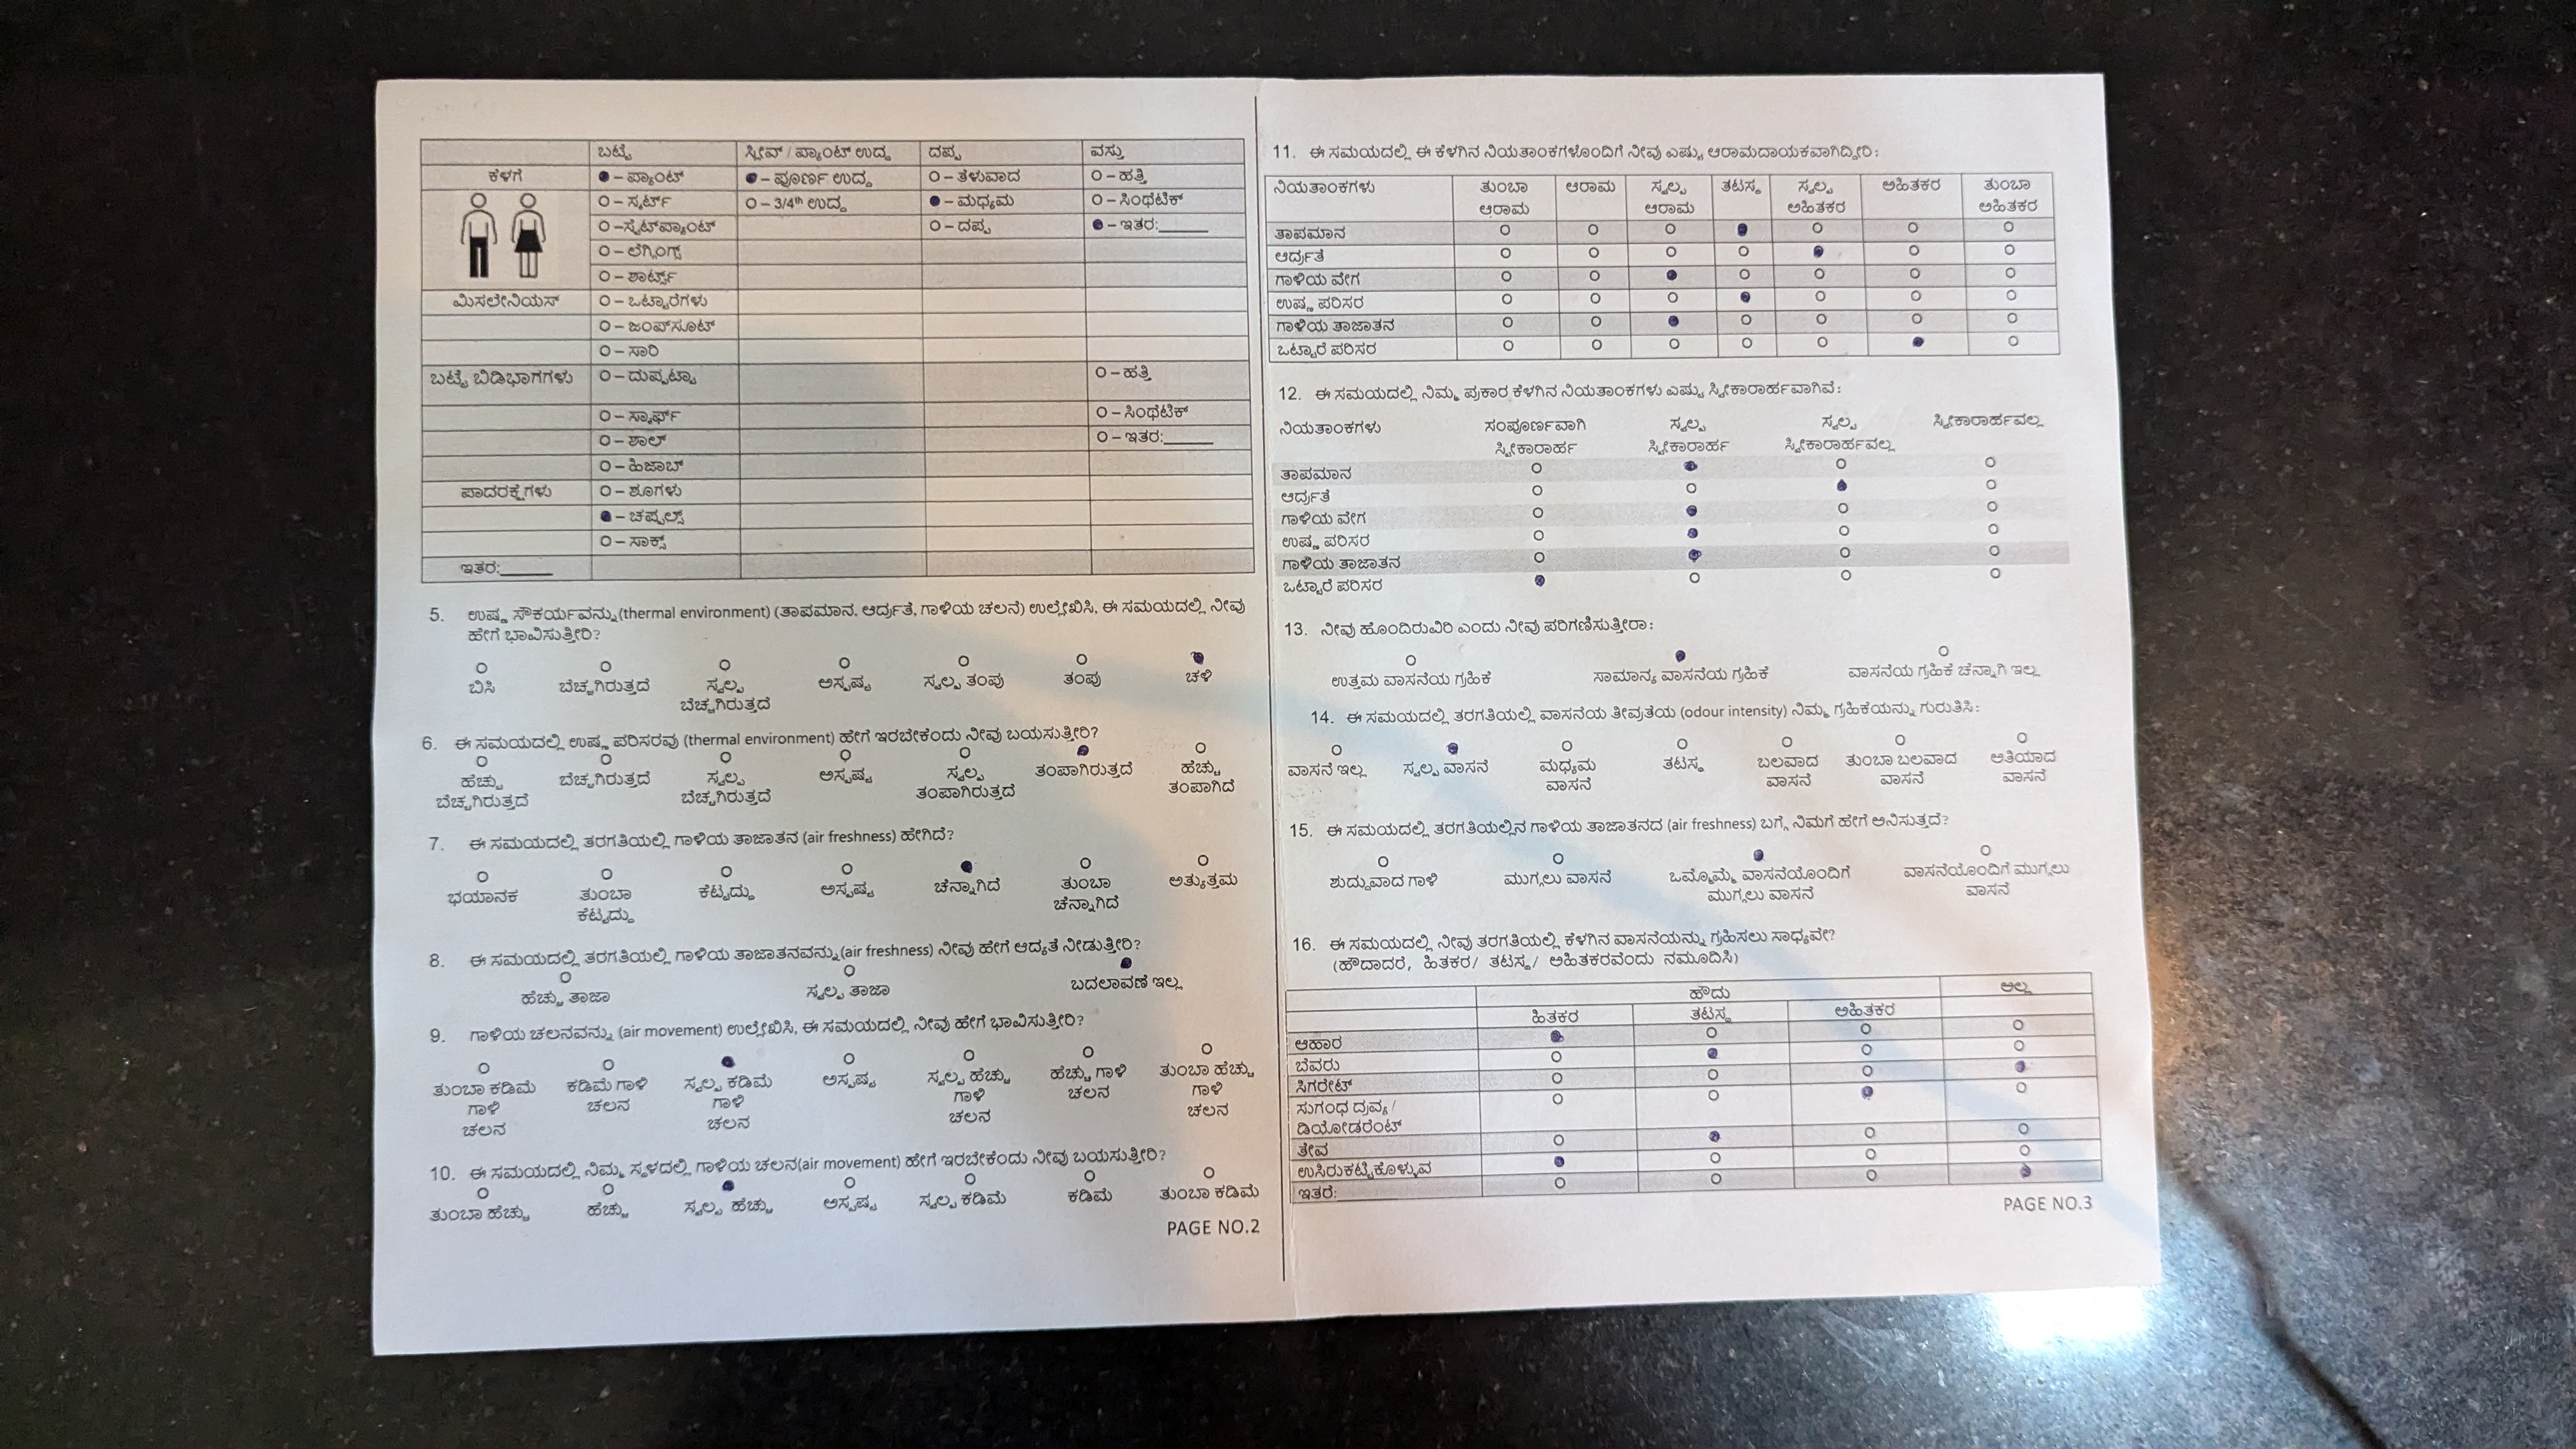 ಬಟ್ಟೆ ಸ್ಲೀವ್ / ಪ್ಯಾಂಟ್ ಉದ್ದ ದಪ್ಪ ವಸ್ತು
ಕೆಳಗೆ ಪ್ಯಾಂಟ್ – ಪೂರ್ಣ ಉದ್ದ O – ತೆಳುವಾದ O – ಹತ್ತಿ
O – ಸ್ಕರ್ಟ್ O – 3/4th ಉದ್ದ – ಮಧ್ಯಮ O – ಸಿಂಥೆಟಿಕ್
O –ಸ್ವೆಟ್‌ಪ್ಯಾಂಟ್ O – ದಪ್ಪ – ಇತರ:______
O – ಲೆಗ್ಗಿಂಗ್ಸ್
O – ಶಾರ್ಟ್ಸ್
ಮಿಸಲೇನಿಯಸ್ O – ಒಟ್ಟಾರೆಗಳು
O – ಜಂಪ್‌ಸೂಟ್
O – ಸಾರಿ
ಬಟ್ಟೆ ಬಿಡಿಭಾಗಗಳು O – ದುಪ್ಪಟ್ಟಾ O – ಹತ್ತಿ
O – ಸ್ಕಾರ್ಫ್ O – ಸಿಂಥೆಟಿಕ್
O – ಶಾಲ್ O – ಇತರ:______
O – ಹಿಜಾಬ್
ಪಾದರಕ್ಷೆಗಳು O – ಶೂಗಳು
– ಚಪ್ಪಲ್ಸ್
O – ಸಾಕ್ಸ್
ಇತರ:______
5. ಉಷ್ಣ ಸೌಕರ್ಯವನ್ನು (thermal environment) (ತಾಪಮಾನ, ಆರ್ದ್ರತೆ, ಗಾಳಿಯ ಚಲನೆ) ಉಲ್ಲೇಖಿಸಿ, ಈ ಸಮಯದಲ್ಲಿ ನೀವು
ಹೇಗೆ ಭಾವಿಸುತ್ತೀರಿ?
ಬಿಸಿ ಬೆಚ್ಚಗಿರುತ್ತದೆ ಸ್ವಲ್ಪ ಅಸ್ಪಷ್ಟ ಸ್ವಲ್ಪ ತಂಪು ತಂಪು ಚಳಿ
ಬೆಚ್ಚಗಿರುತ್ತದೆ
6. ಈ ಸಮಯದಲ್ಲಿ ಉಷ್ಣ ಪರಿಸರವು (thermal environment) ಹೇಗೆ ಇರಬೇಕೆಂದು ನೀವು ಬಯಸುತ್ತೀರಿ?
ಹೆಚ್ಚು ಬೆಚ್ಚಗಿರುತ್ತದೆ ಸ್ವಲ್ಪ ಅಸ್ಪಷ್ಟ ಸ್ವಲ್ಪ ತಂಪಾಗಿರುತ್ತದೆ ಹೆಚ್ಚು
ಬೆಚ್ಚಗಿರುತ್ತದೆ ಬೆಚ್ಚಗಿರುತ್ತದೆ ತಂಪಾಗಿರುತ್ತದೆ ತಂಪಾಗಿದೆ
7. ಈ ಸಮಯದಲ್ಲಿ ತರಗತಿಯಲ್ಲಿ ಗಾಳಿಯ ತಾಜಾತನ (air freshness) ಹೇಗಿದೆ?
ಭಯಾನಕ ತುಂಬಾ ಕೆಟ್ಟದ್ದು ಅಸ್ಪಷ್ಟ ಚೆನ್ನಾಗಿದೆ ತುಂಬಾ ಅತ್ಯುತ್ತಮ
ಕೆಟ್ಟದ್ದು ಚೆನ್ನಾಗಿದೆ
8. ಈ ಸಮಯದಲ್ಲಿ ತರಗತಿಯಲ್ಲಿ ಗಾಳಿಯ ತಾಜಾತನವನ್ನು (air freshness) ನೀವು ಹೇಗೆ ಆದ್ಯತೆ ನೀಡುತ್ತೀರಿ?
ಹೆಚ್ಚು ತಾಜಾ ಸ್ವಲ್ಪ ತಾಜಾ ಬದಲಾವಣೆ ಇಲ್ಲ
9. ಗಾಳಿಯ ಚಲನವನ್ನು (air movement) ಉಲ್ಲೇಖಿಸಿ, ಈ ಸಮಯದಲ್ಲಿ ನೀವು ಹೇಗೆ ಭಾವಿಸುತ್ತೀರಿ?
ತುಂಬಾ ಕಡಿಮೆ ಕಡಿಮೆ ಗಾಳಿ ಸ್ವಲ್ಪ ಕಡಿಮೆ ಅಸ್ಪಷ್ಟ ಸ್ವಲ್ಪ ಹೆಚ್ಚು ಹೆಚ್ಚು ಗಾಳಿ ತುಂಬಾ ಹೆಚ್ಚು
ಗಾಳಿ ಚಲನ ಗಾಳಿ ಗಾಳಿ ಚಲನ ಗಾಳಿ
ಚಲನ ಚಲನ ಚಲನ ಚಲನ
10. ಈ ಸಮಯದಲ್ಲಿ ನಿಮ್ಮ ಸ್ಥಳದಲ್ಲಿ ಗಾಳಿಯ ಚಲನ(air movement) ಹೇಗೆ ಇರಬೇಕೆಂದು ನೀವು ಬಯಸುತ್ತೀರಿ?
ತುಂಬಾ ಹೆಚ್ಚು ಹೆಚ್ಚು ಸ್ವಲ್ಪ ಹೆಚ್ಚು ಅಸ್ಪಷ್ಟ ಸ್ವಲ್ಪ ಕಡಿಮೆ ಕಡಿಮೆ ತುಂಬಾ ಕಡಿಮೆ
PAGE NO.2
11. ಈ ಸಮಯದಲ್ಲಿ ಈ ಕೆಳಗಿನ ನಿಯತಾಂಕಗಳೊಂದಿಗೆ ನೀವು ಎಷ್ಟು ಆರಾಮದಾಯಕವಾಗಿದ್ದೀರಿ:
ನಿಯತಾಂಕಗಳು ತುಂಬಾ ಆರಾಮ ಸ್ವಲ್ಪ ತಟಸ್ಥ ಸ್ವಲ್ಪ ಅಹಿತಕರ ತುಂಬಾ
ಆರಾಮ ಆರಾಮ ಅಹಿತಕರ ಅಹಿತಕರ
ತಾಪಮಾನ
ಆರ್ದ್ರತೆ
ಗಾಳಿಯ ವೇಗ
ಉಷ್ಣ ಪರಿಸರ
ಗಾಳಿಯ ತಾಜಾತನ
ಒಟ್ಟಾರೆ ಪರಿಸರ
12. ಈ ಸಮಯದಲ್ಲಿ ನಿಮ್ಮ ಪ್ರಕಾರ ಕೆಳಗಿನ ನಿಯತಾಂಕಗಳು ಎಷ್ಟು ಸ್ವೀಕಾರಾರ್ಹವಾಗಿವೆ:
ನಿಯತಾಂಕಗಳು ಸಂಪೂರ್ಣವಾಗಿ ಸ್ವಲ್ಪ ಸ್ವಲ್ಪ ಸ್ವೀಕಾರಾರ್ಹವಲ್ಲ
ಸ್ವೀಕಾರಾರ್ಹ ಸ್ವೀಕಾರಾರ್ಹ ಸ್ವೀಕಾರಾರ್ಹವಲ್ಲ
ತಾಪಮಾನ
ಆರ್ದ್ರತೆ
ಗಾಳಿಯ ವೇಗ
ಉಷ್ಣ ಪರಿಸರ
ಗಾಳಿಯ ತಾಜಾತನ
ಒಟ್ಟಾರೆ ಪರಿಸರ
13. ನೀವು ಹೊಂದಿರುವಿರಿ ಎಂದು ನೀವು ಪರಿಗಣಿಸುತ್ತೀರಾ:
ಉತ್ತಮ ವಾಸನೆಯ ಗ್ರಹಿಕೆ ಸಾಮಾನ್ಯ ವಾಸನೆಯ ಗ್ರಹಿಕೆ ವಾಸನೆಯ ಗ್ರಹಿಕೆ ಚೆನ್ನಾಗಿ ಇಲ್ಲ
14. ಈ ಸಮಯದಲ್ಲಿ ತರಗತಿಯಲ್ಲಿ ವಾಸನೆಯ ತೀವ್ರತೆಯ (odour intensity) ನಿಮ್ಮ ಗ್ರಹಿಕೆಯನ್ನು ಗುರುತಿಸಿ:
ವಾಸನೆ ಇಲ್ಲ ಸ್ವಲ್ಪ ವಾಸನೆ ಮಧ್ಯಮ ತಟಸ್ಥ ಬಲವಾದ ತುಂಬಾ ಬಲವಾದ ಅತಿಯಾದ
ವಾಸನೆ ವಾಸನೆ ವಾಸನೆ ವಾಸನೆ
15. ಈ ಸಮಯದಲ್ಲಿ ತರಗತಿಯಲ್ಲಿನ ಗಾಳಿಯ ತಾಜಾತನದ (air freshness) ಬಗ್ಗೆ ನಿಮಗೆ ಹೇಗೆ ಅನಿಸುತ್ತದೆ?
ಶುದ್ಧವಾದ ಗಾಳಿ ಮುಗ್ಗಲು ವಾಸನೆ ಒಮ್ಮೊಮ್ಮೆ ವಾಸನೆಯೊಂದಿಗೆ ವಾಸನೆಯೊಂದಿಗೆ ಮುಗ್ಗಲು
ಮುಗ್ಗಲು ವಾಸನೆ ವಾಸನೆ
16. ಈ ಸಮಯದಲ್ಲಿ ನೀವು ತರಗತಿಯಲ್ಲಿ ಕೆಳಗಿನ ವಾಸನೆಯನ್ನು ಗ್ರಹಿಸಲು ಸಾಧ್ಯವೇ?
(ಹೌದಾದರೆ, ಹಿತಕರ/ ತಟಸ್ಥ/ ಅಹಿತಕರವೆಂದು ನಮೂದಿಸಿ)
ಹೌದು ಅಲ್ಲ
ಹಿತಕರ ತಟಸ್ಥ ಅಹಿತಕರ
ಆಹಾರ
ಬೆವರು
ಸಿಗರೇಟ್
ಸುಗಂಧ ದ್ರವ್ಯ /
ಡಿಯೋಡರೆಂಟ್
ತೇವ
ಉಸಿರುಕಟ್ಟಿಕೊಳ್ಳುವ
ಇತರೆ:
PAGE NO.3